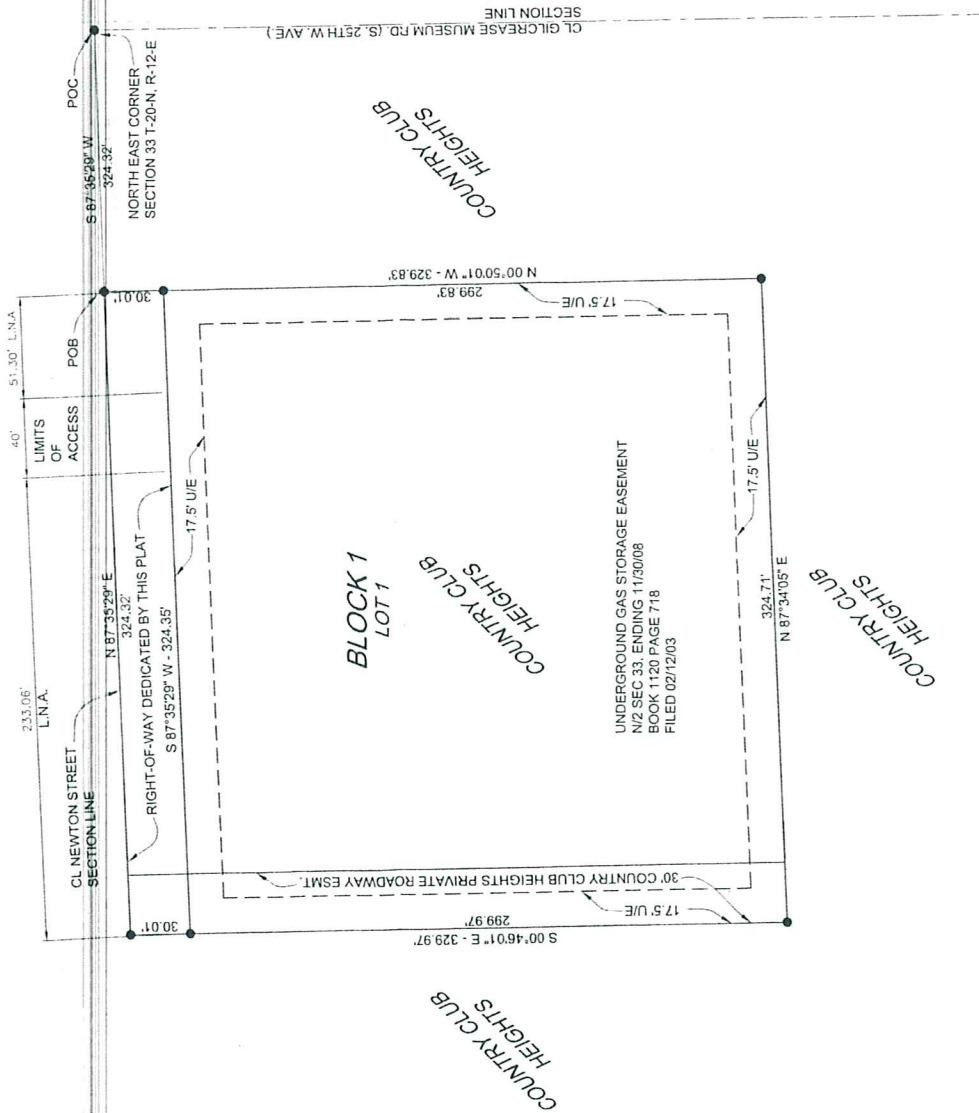 POC
S 87°35'29" W
324.32'
NORTH EAST CORNER
SECTION 33 T-20-N, R-12-E
CL GILCREASE MUSEUM RD. (S. 25TH W. AVE.)
SECTION LINE
233.06'
L.N.A.
40'
LIMITS
OF
ACCESS
51.30' L.N.A
POB
CL NEWTON STREET
SECTION LINE
N 87°35'29" E
324.32'
RIGHT-OF-WAY DEDICATED BY THIS PLAT
S 87°35'29" W - 324.35'
30.01'
30.01'
17.5' U/E
N 00°50'01" W - 329.83'
299.83'
17.5' U/E
COUNTRY CLUB
HEIGHTS
BLOCK 1
LOT 1
COUNTRY CLUB
HEIGHTS
UNDERGROUND GAS STORAGE EASEMENT
N/2 SEC 33, ENDING 11/30/08
BOOK 1120 PAGE 718
FILED 02/12/03
30' COUNTRY CLUB HEIGHTS PRIVATE ROADWAY ESMT.
17.5' U/E
299.97'
S 00°46'01" E - 329.97'
17.5' U/E
324.71'
N 87°34'05" E
COUNTRY CLUB
HEIGHTS
COUNTRY CLUB
HEIGHTS